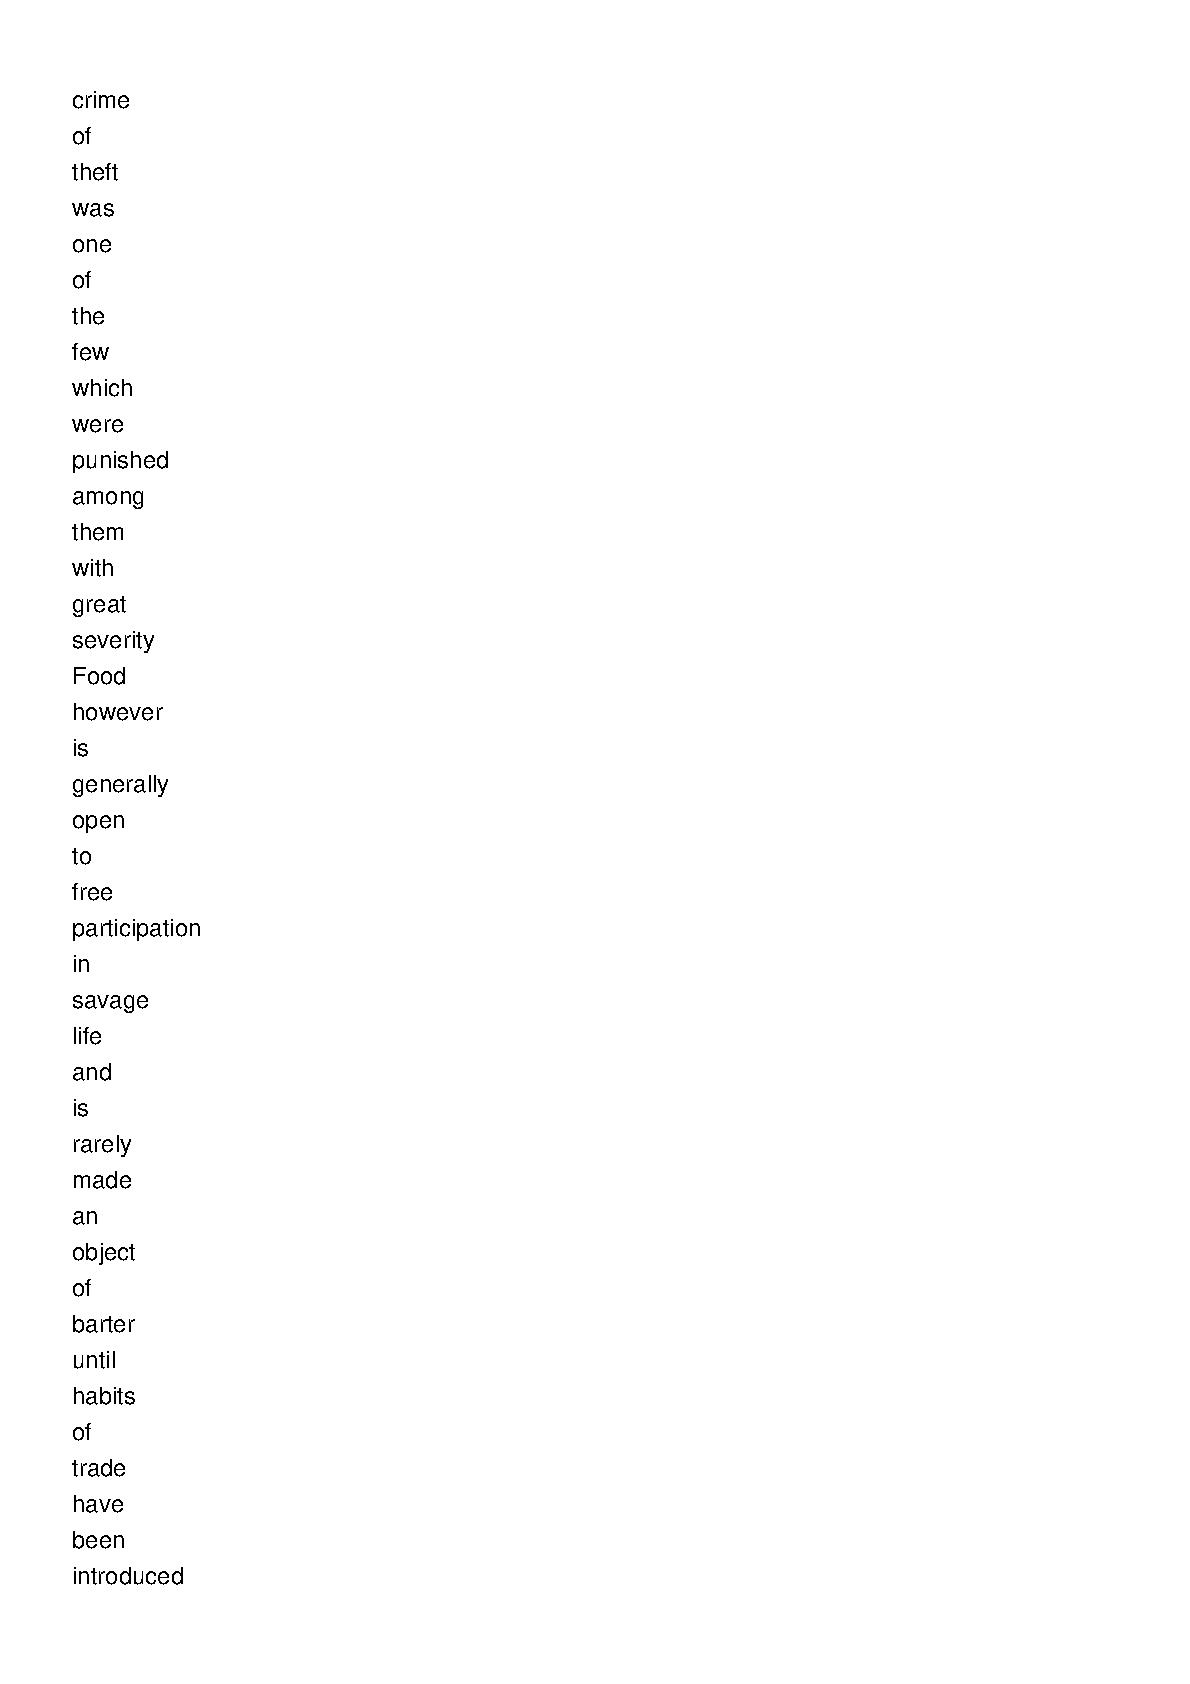 crime
of
theft
was
one
of
the
few
which
were
punished
among
them
with
great
severity
Food
however
is
generally
open
to
free
participation
in
savage
life
and
is
rarely
made
an
object
of
barter
until
habits
of
trade
have
been
introduced